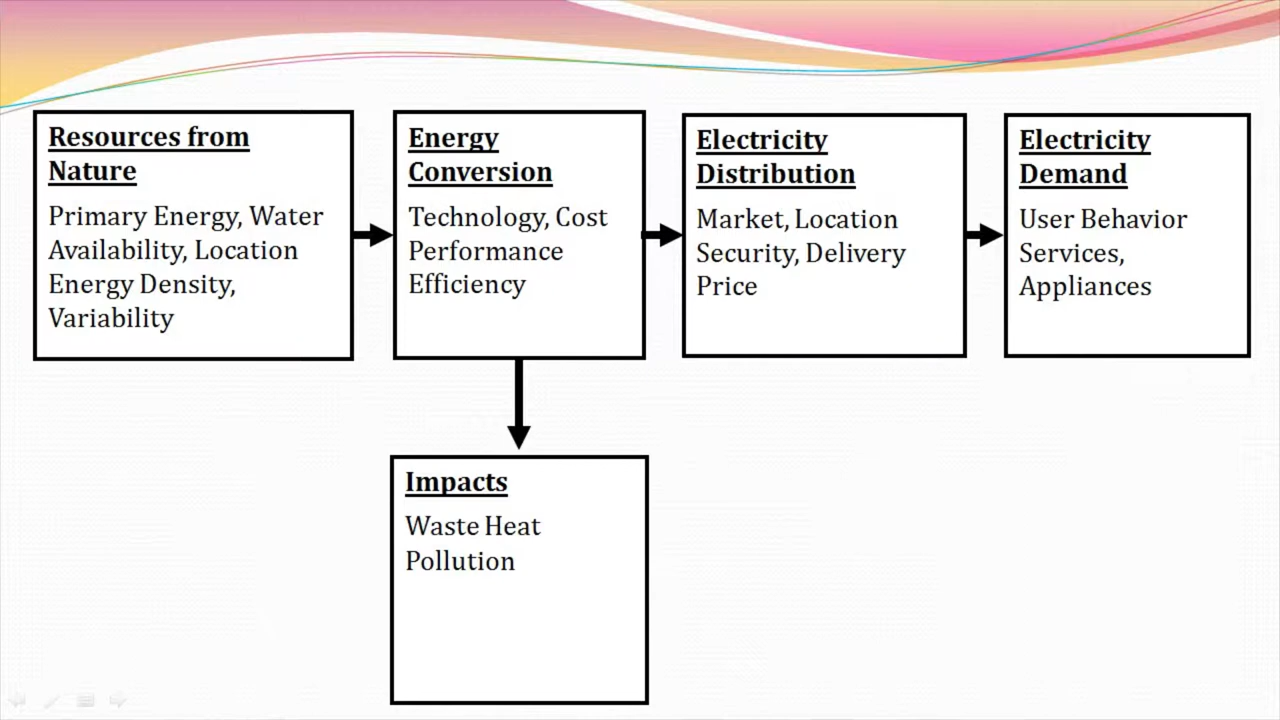 Resources from
Nature
Primary Energy, Water
Availability, Location
Energy Density,
Variability
Energy
Conversion
Technology, Cost
Performance
Efficiency
Electricity
Distribution
Market, Location
Security, Delivery
Price
Electricity
Demand
User Behavior
Services,
Appliances
Impacts
Waste Heat
Pollution